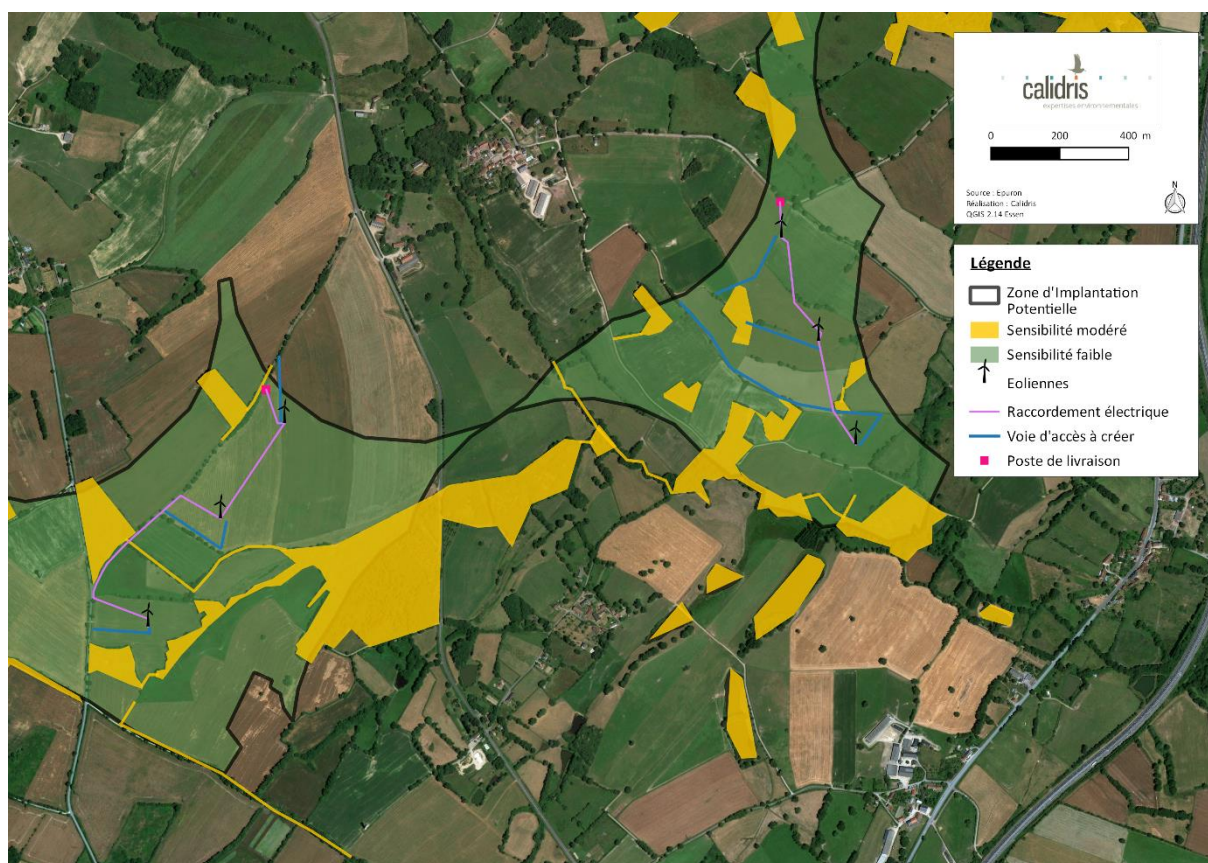 calidris
expertises environnementales
0 200 400 m
Source : Epuron
Réalisation : Calidris
QGIS 2.14 Essen
N
Légende
Zone d'Implantation
Potentielle
Sensibilité modéré
Sensibilité faible
Eoliennes
Raccordement électrique
Voie d'accès à créer
Poste de livraison